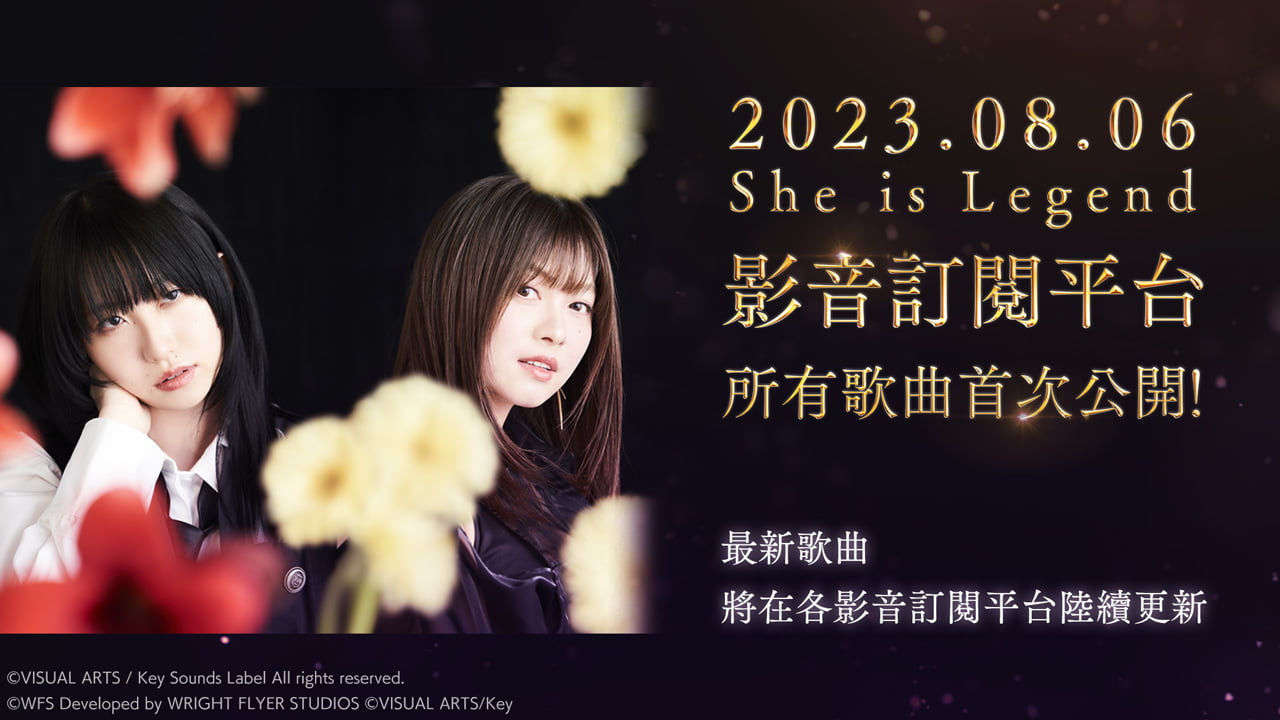 2023.08.06
She is Legend
影音訂閱平台
所有歌曲首次公開!
最新歌曲
將在各影音訂閱平台陸續更新
©VISUAL ARTS / Key Sounds Label All rights reserved.
©WFS Developed by WRIGHT FLYER STUDIOS ©VISUAL ARTS/Key